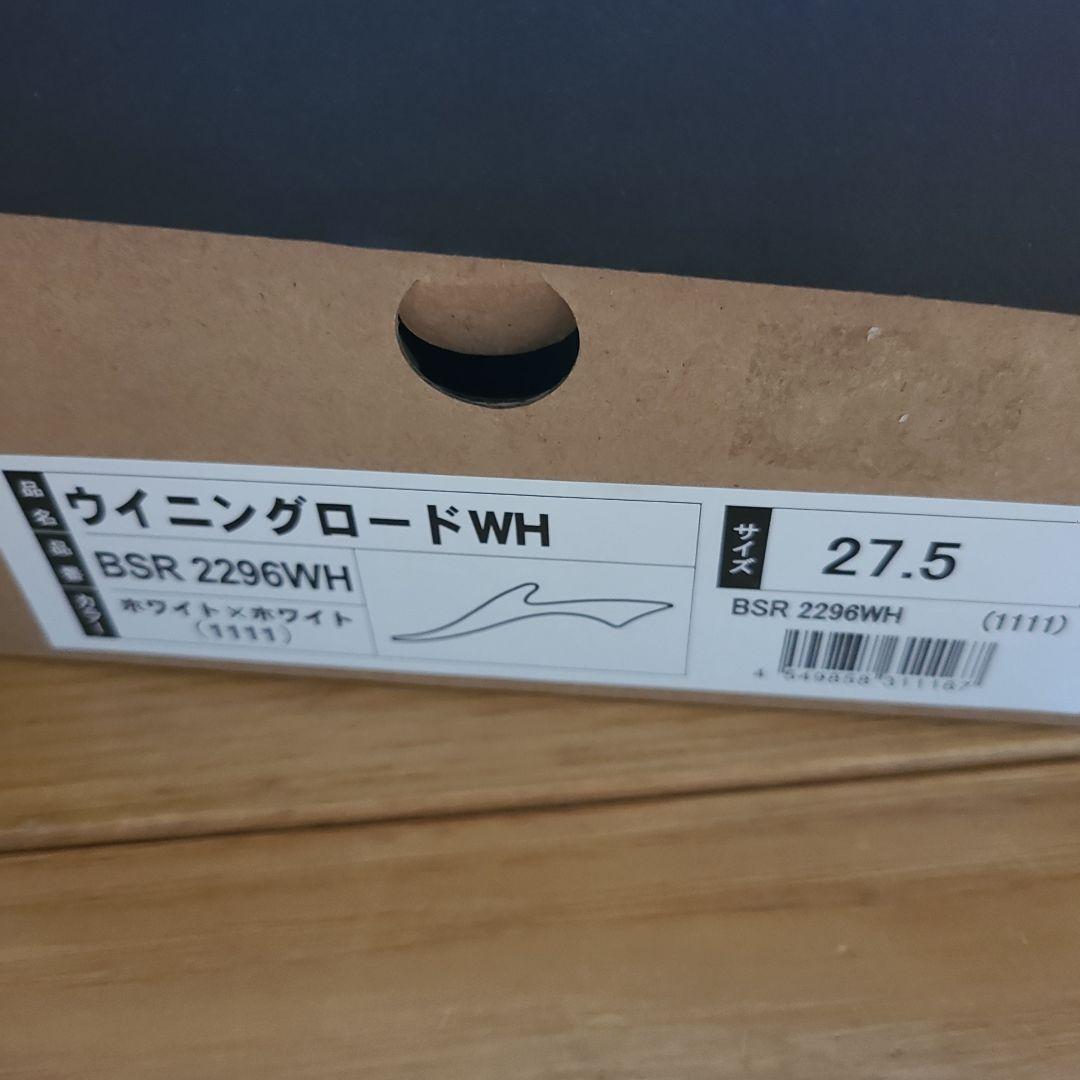 品名 ウイニングロードWH
品番 BSR 2296WH
カラー ホワイト×ホワイト
(1111)
サイズ 27.5
BSR 2296WH (1111)
4 549858 311167